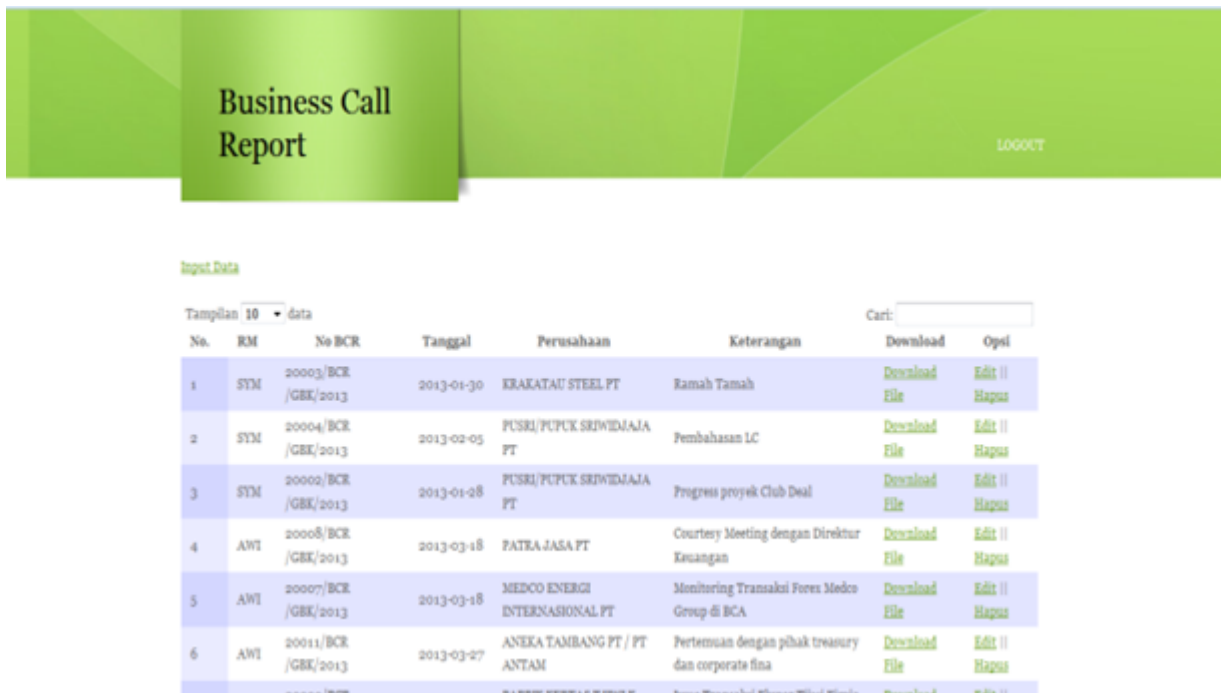 Business Call
Report
LOGOUT
Input Data
Tampilan 10 data
Cari:
No. RM No BCR Tanggal Perusahaan Keterangan Download Opsi
1 SYM 20003/BCR /GBK/2013 2013-01-30 KRAKATAU STEEL PT Ramah Tamah Download File Edit || Hapus
2 SYM 20004/BCR /GBK/2013 2013-02-05 PUSRI/PUPUK SRIWIDJAJA PT Pembahasan LC Download File Edit || Hapus
3 SYM 20002/BCR /GBK/2013 2013-01-28 PUSRI/PUPUK SRIWIDJAJA PT Progress proyek Club Deal Download File Edit || Hapus
4 AWI 20008/BCR /GBK/2013 2013-03-18 PATRA JASA PT Courtesy Meeting dengan Direktur Keuangan Download File Edit || Hapus
5 AWI 20007/BCR /GBK/2013 2013-03-18 MEDCO ENERGI INTERNASIONAL PT Monitoring Transaksi Forex Medco Group di BCA Download File Edit || Hapus
6 AWI 20011/BCR /GBK/2013 2013-03-27 ANEKA TAMBANG PT / PT ANTAM Pertemuan dengan pihak treasury dan corporate fina Download File Edit || Hapus